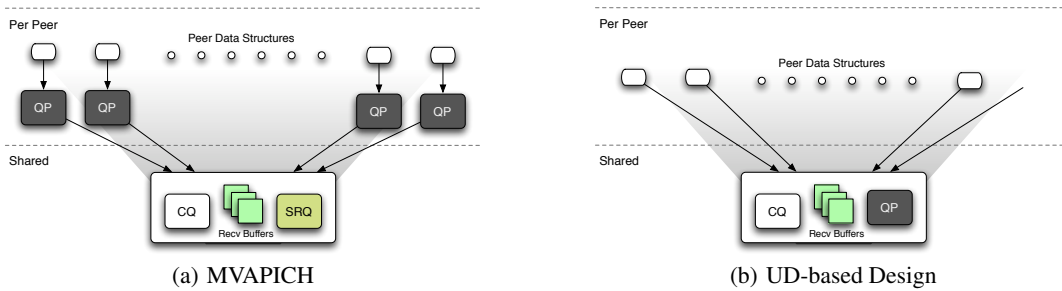 Per Peer
Peer Data Structures
QP
QP
QP
QP
Shared
CQ
SRQ
Recv Buffers
(a) MVAPICH
Per Peer
Peer Data Structures
Shared
CQ
QP
Recv Buffers
(b) UD-based Design